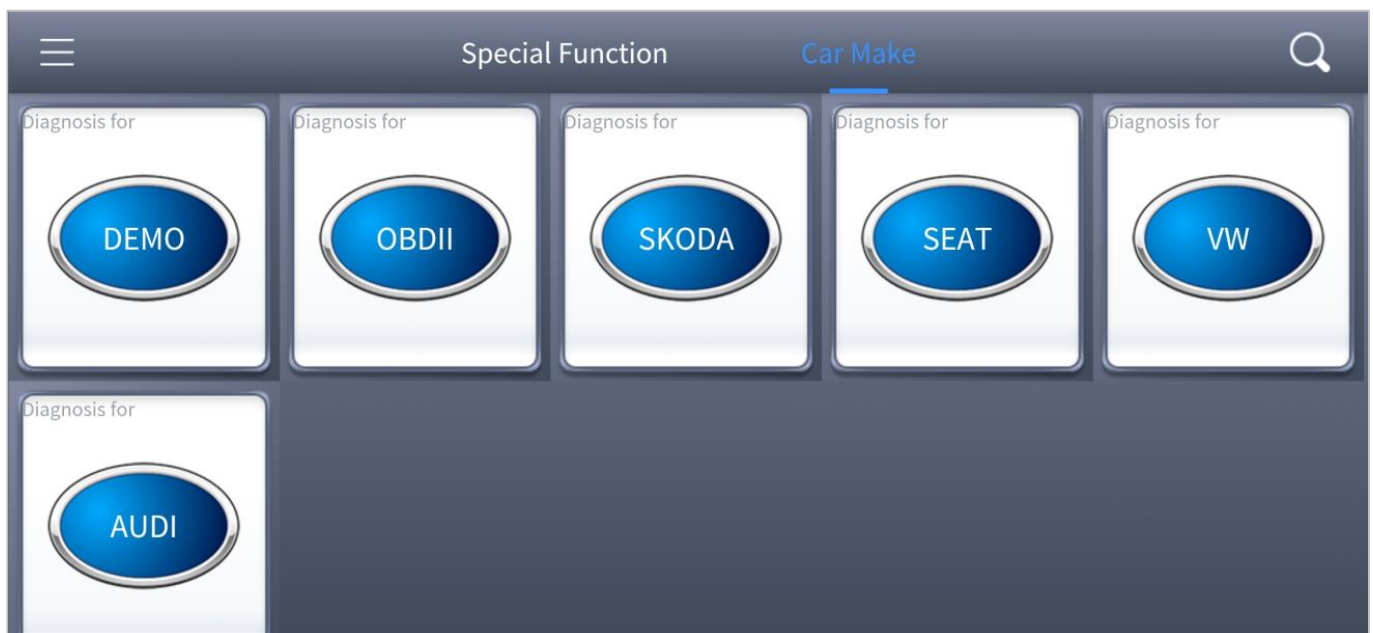 Special Function Car Make
Diagnosis for Diagnosis for Diagnosis for Diagnosis for Diagnosis for
DEMO OBDII SKODA SEAT VW
Diagnosis for
AUDI